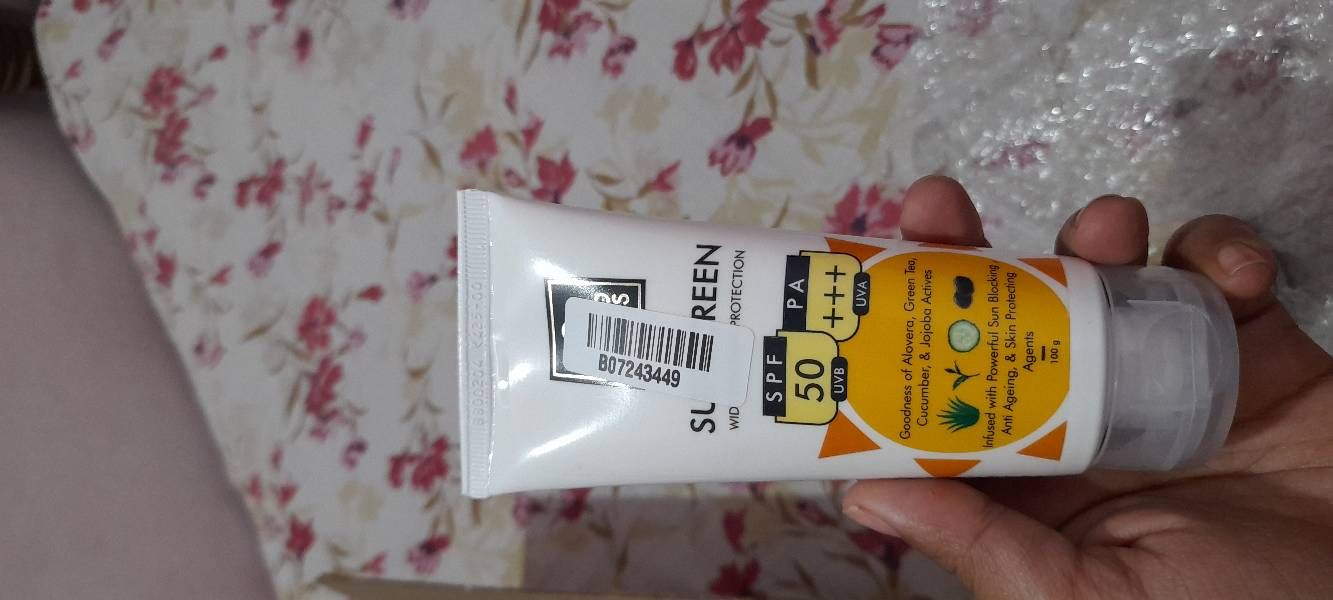 B07243449
SU REEN
WID PROTECTION
SPF
50
UVB
PA
+++
UVA
Goodness of Alovera, Green Tea,
Cucumber, & Jojoba Actives
Infused with Powerful Sun Blocking
Anti Ageing, & Skin Protecting
Agents
100 g